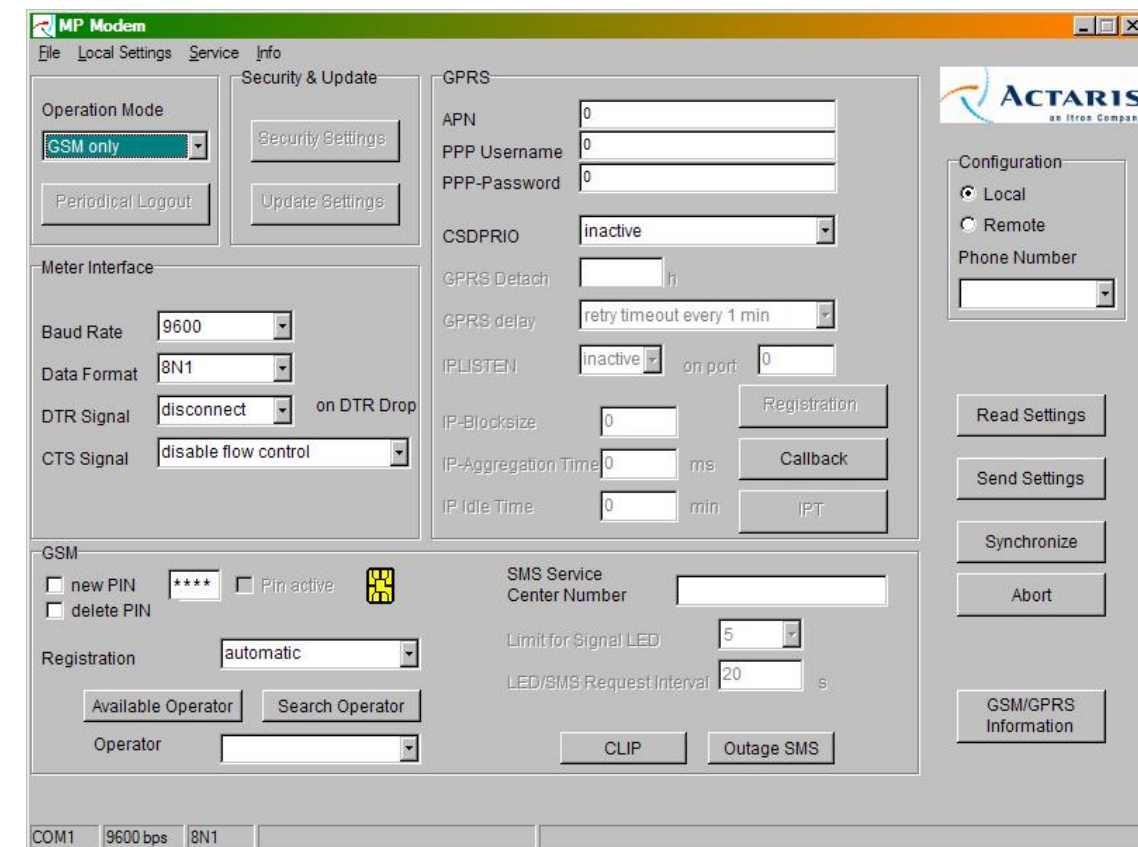 MP Modem
File Local Settings Service Info
Operation Mode
GSM only
Periodical Logout
Security & Update
Security Settings
Update Settings
Meter Interface
Baud Rate 9600
Data Format 8N1
DTR Signal disconnect on DTR Drop
CTS Signal disable flow control
GPRS
APN 0
PPP Username 0
PPP-Password 0
CSDPRIO inactive
GPRS Detach h
GPRS delay retry timeout every 1 min
IPLISTEN inactive on port 0
Registration
IP-Blocksize 0
Callback
IP-Aggregation Time 0 ms
IP Idle Time 0 min
IPT
GSM
new PIN **** Pin active
delete PIN
Registration automatic
Available Operator Search Operator
Operator
SMS Service
Center Number
Limit for Signal LED 5
LED/SMS Request Interval 20 s
CLIP Outage SMS
ACTARIS
an Itron Compan
Configuration
Local
Remote
Phone Number
Read Settings
Send Settings
Synchronize
Abort
GSM/GPRS
Information
COM1 9600 bps 8N1